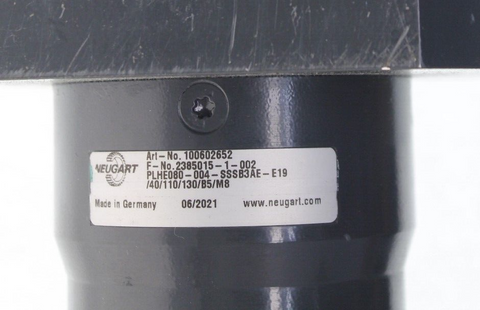 NEUGART
Art-No. 100602652
F-No. 2385015-1-002
PLHE080-004-SSSB3AE-E19
/40/110/130/B5/M8
Made in Germany 06/2021 www.neugart.com